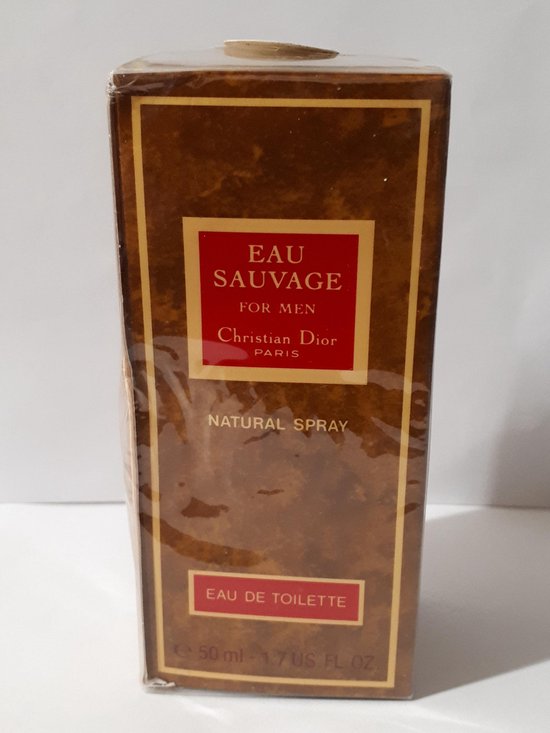 EAU
SAUVAGE
FOR MEN
Christian Dior
PARIS
NATURAL SPRAY
EAU DE TOILETTE
℮ 50 ml - 1.7 US. FL. OZ.